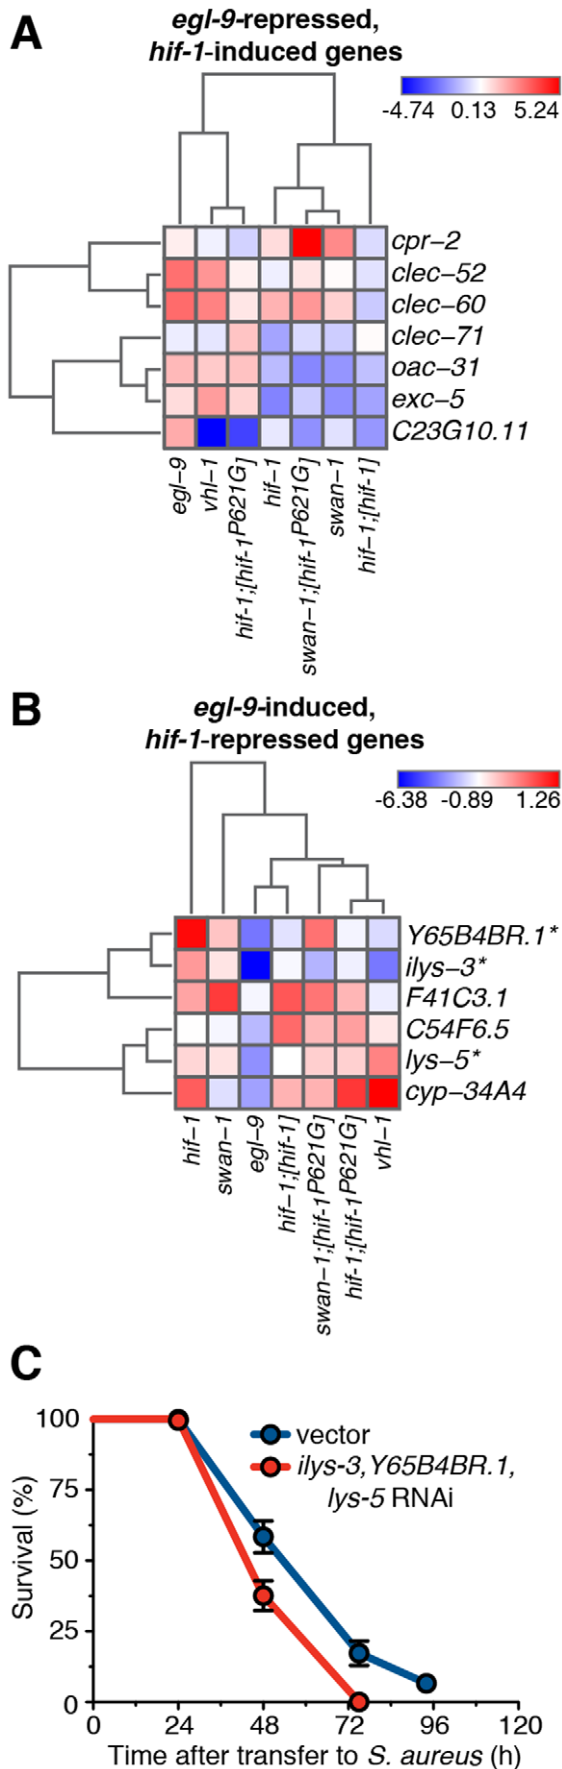 A
egl-9-repressed,
hif-1-induced genes
-4.74 0.13 5.24
cpr-2
clec-52
clec-60
clec-71
oac-31
exc-5
C23G10.11
egl-9
vhl-1
hif-1;[hif-1P621G]
hif-1
swan-1;[hif-1P621G]
swan-1
hif-1;[hif-1]
B
egl-9-induced,
hif-1-repressed genes
-6.38 -0.89 1.26
Y65B4BR.1*
ilys-3*
F41C3.1
C54F6.5
lys-5*
cyp-34A4
hif-1
swan-1
egl-9
hif-1;[hif-1]
swan-1;[hif-1P621G]
hif-1;[hif-1P621G]
vhl-1
C
100
75
50
25
0
Survival (%)
vector
ilys-3,Y65B4BR.1,
lys-5 RNAi
0 24 48 72 96 120
Time after transfer to S. aureus (h)